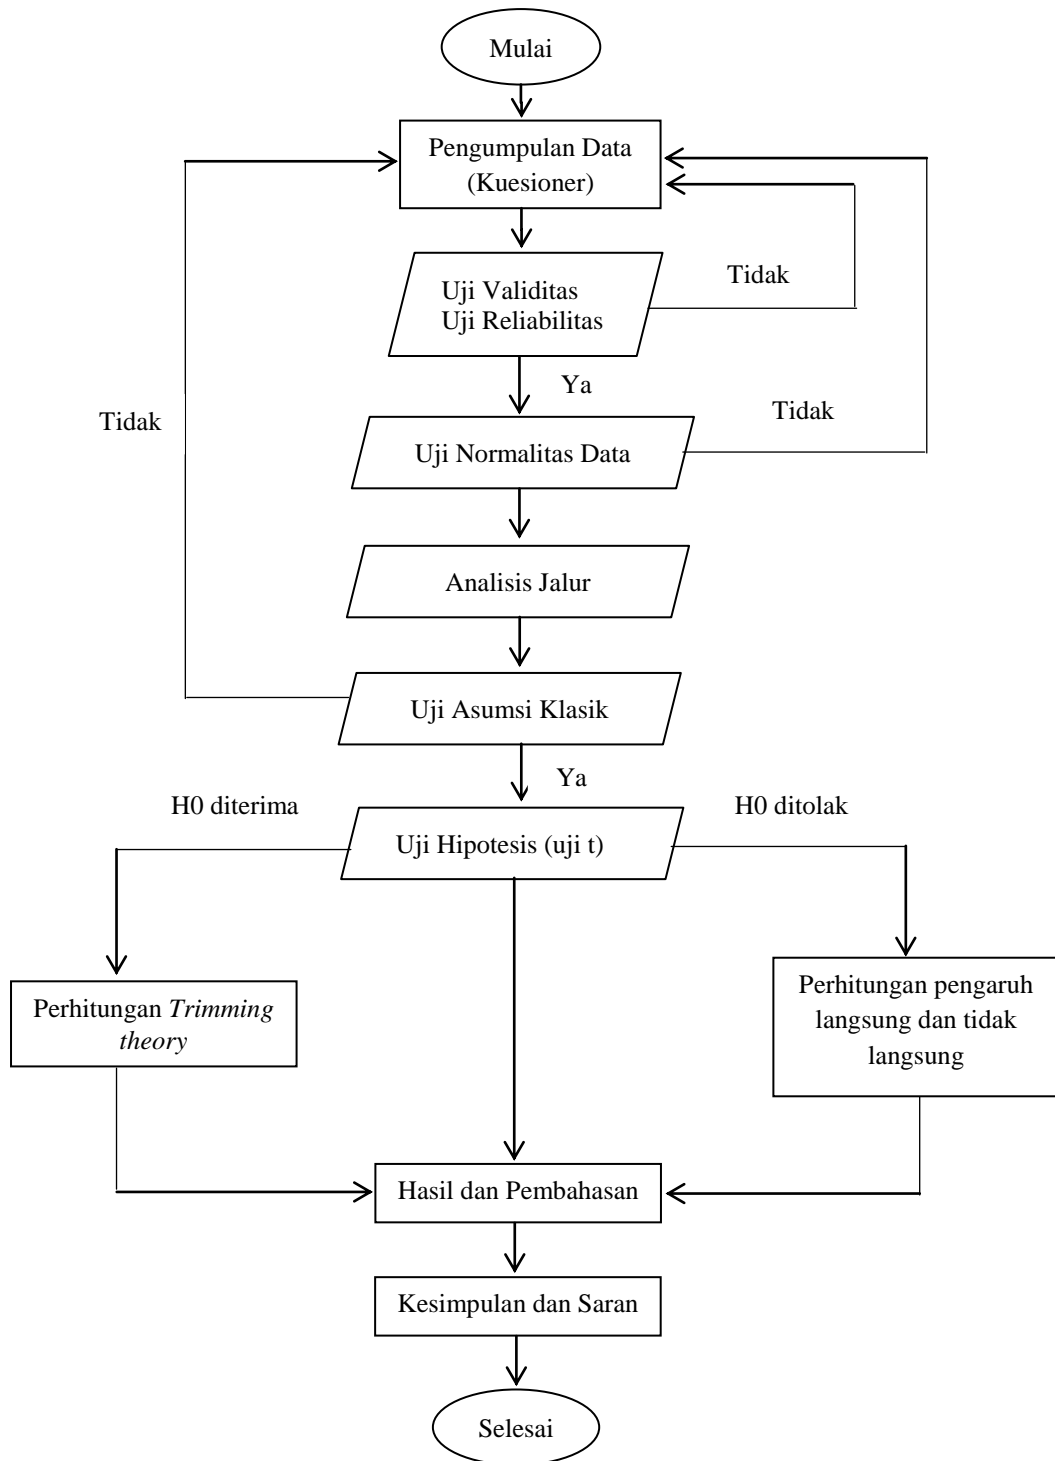 Mulai
Pengumpulan Data
(Kuesioner)
Uji Validitas
Uji Reliabilitas
Tidak
Ya
Tidak
Tidak
Uji Normalitas Data
Analisis Jalur
Uji Asumsi Klasik
Ya
H0 diterima
H0 ditolak
Uji Hipotesis (uji t)
Perhitungan Trimming
theory
Perhitungan pengaruh
langsung dan tidak
langsung
Hasil dan Pembahasan
Kesimpulan dan Saran
Selesai